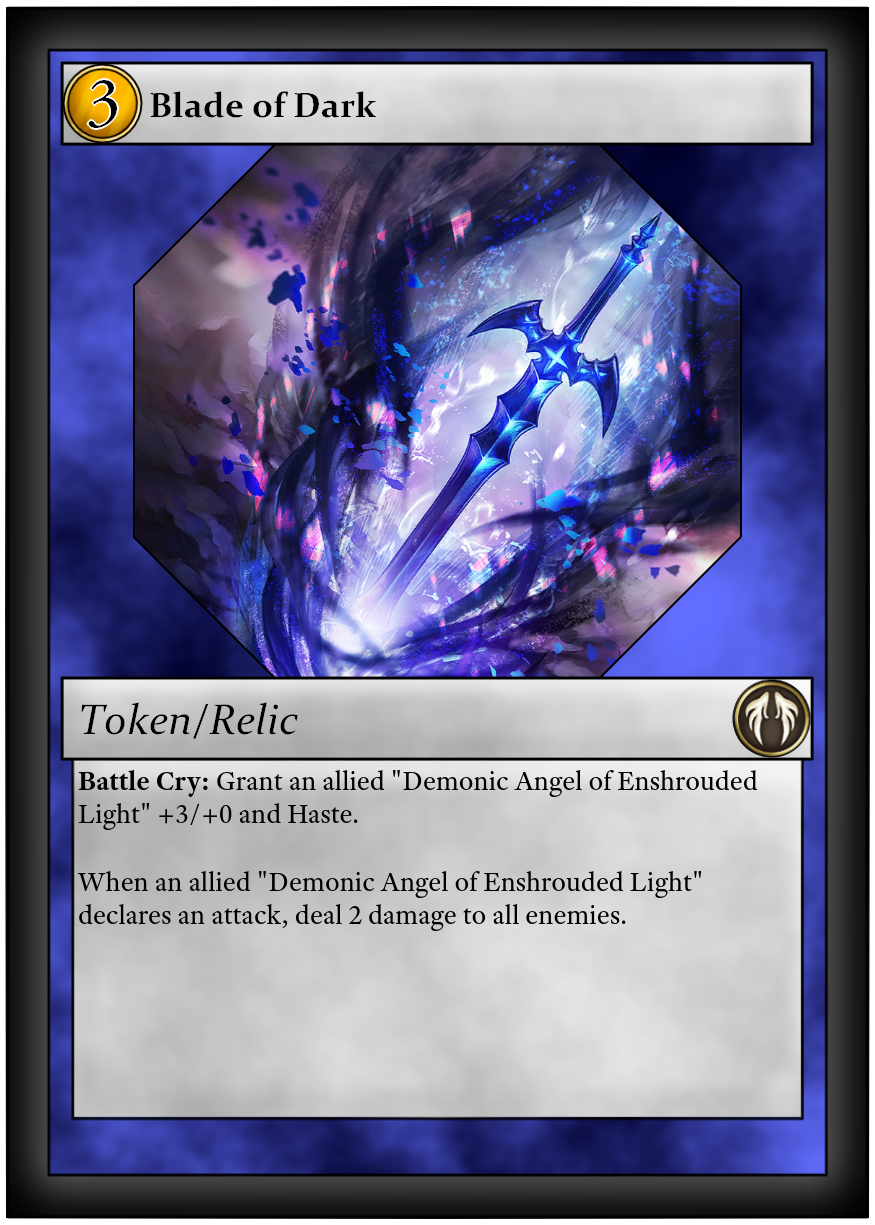 3 Blade of Dark
Token/Relic
Battle Cry: Grant an allied "Demonic Angel of Enshrouded
Light" +3/+0 and Haste.
When an allied "Demonic Angel of Enshrouded Light"
declares an attack, deal 2 damage to all enemies.